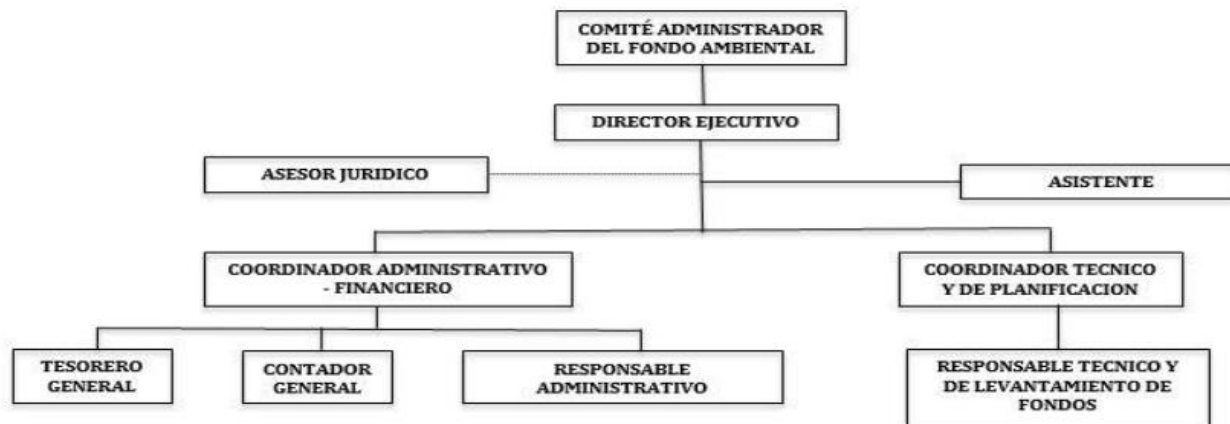 COMITÉ ADMINISTRADOR
DEL FONDO AMBIENTAL
DIRECTOR EJECUTIVO
ASESOR JURIDICO
ASISTENTE
COORDINADOR ADMINISTRATIVO
- FINANCIERO
COORDINADOR TECNICO
Y DE PLANIFICACION
TESORERO
GENERAL
CONTADOR
GENERAL
RESPONSABLE
ADMINISTRATIVO
RESPONSABLE TECNICO Y
DE LEVANTAMIENTO DE
FONDOS